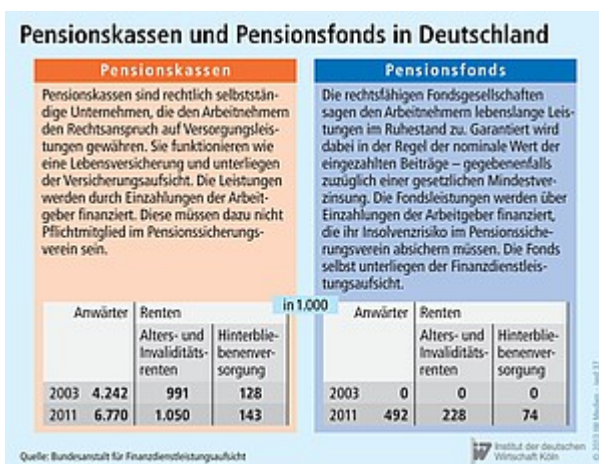 Pensionskassen und Pensionsfonds in Deutschland
Pensionskassen
Pensionskassen sind rechtlich selbststän-
dige Unternehmen, die den Arbeitnehmern
den Rechtsanspruch auf Versorgungsleis-
tungen gewähren. Sie funktionieren wie
eine Lebensversicherung und unterliegen
der Versicherungsaufsicht. Die Leistungen
werden durch Einzahlungen der Arbeit-
geber finanziert. Diese müssen dazu nicht
Pflichtmitglied im Pensionssicherungs-
verein sein.
Pensionsfonds
Die rechtsfähigen Fondsgesellschaften
sagen den Arbeitnehmern lebenslange Leis-
tungen im Ruhestand zu. Garantiert wird
dabei in der Regel der nominale Wert der
eingezahlten Beiträge – gegebenenfalls
zuzüglich einer gesetzlichen Mindestver-
zinsung. Die Fondsleistungen werden über
Einzahlungen der Arbeitgeber finanziert,
die ihr Insolvenzrisiko im Pensionssiche-
rungsverein absichern müssen. Die Fonds
selbst unterliegen der Finanzdienstleis-
tungsaufsicht.
in 1.000
Anwärter Renten
Alters- und Invaliditäts- renten Hinterblie- benenver- sorgung
2003 4.242 991 128
2011 6.770 1.050 143
Anwärter Renten
Alters- und Invaliditäts- renten Hinterblie- benenver- sorgung
2003 0 0 0
2011 492 228 74
Quelle: Bundesanstalt für Finanzdienstleistungsaufsicht
Institut der deutschen
Wirtschaft Köln
© 2013 IW Medien · iwd 37